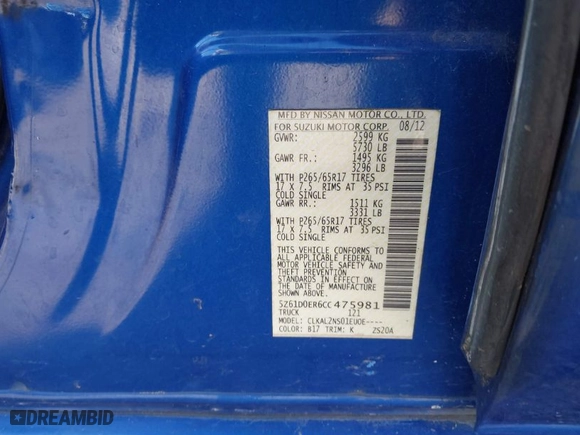 MFD BY NISSAN MOTOR CO., LTD.
FOR SUZUKI MOTOR CORP. 08/12
GVWR: 2599 KG
5730 LB
GAWR FR.: 1495 KG
3296 LB
WITH P265/65R17 TIRES
17 X 7.5 RIMS AT 35 PSI
COLD SINGLE
GAWR RR.: 1511 KG
3331 LB
WITH P265/65R17 TIRES
17 X 7.5 RIMS AT 35 PSI
COLD SINGLE
THIS VEHICLE CONFORMS TO
ALL APPLICABLE FEDERAL
MOTOR VEHICLE SAFETY AND
THEFT PREVENTION
STANDARDS IN EFFECT ON
THE DATE OF MANUFACTURE
SHOWN ABOVE.
5Z61D0ER6CC475981
TRUCK 121
MODEL: CLKALZNS01EUOE----
COLOR: B17 TRIM: K 2S20A
DREAMBID